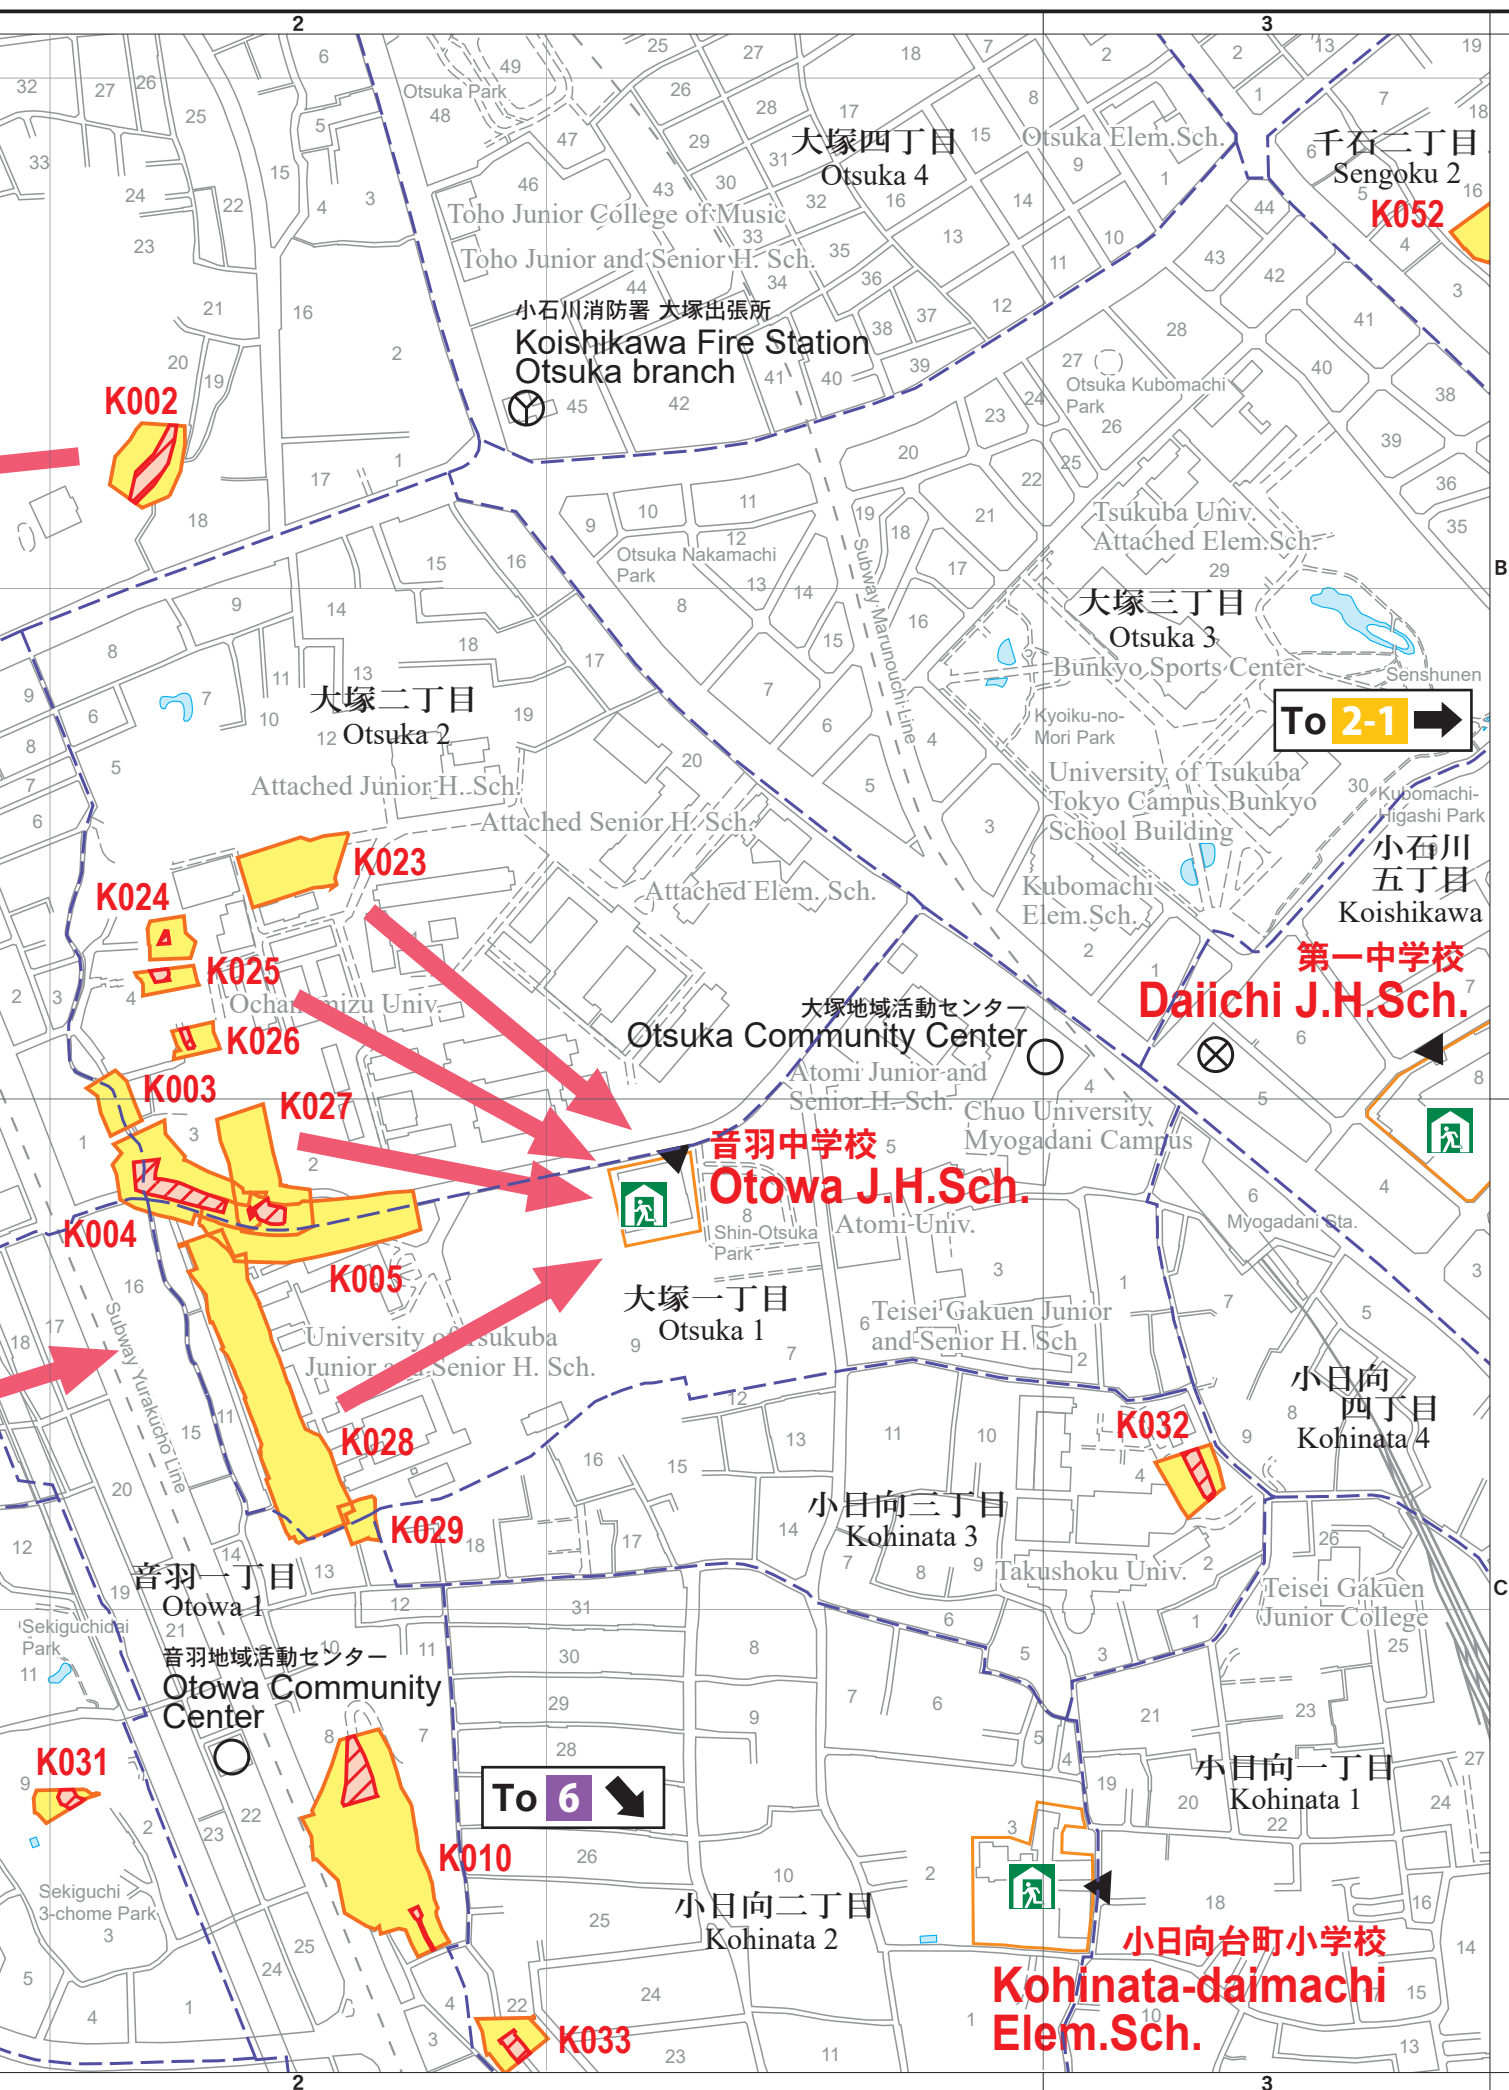 2
3
大塚四丁目
Otsuka 4
千石二丁目
Sengoku 2
K052
Otsuka Park
Otsuka Elem.Sch.
Toho Junior College of Music
Toho Junior and Senior H. Sch.
小石川消防署 大塚出張所
Koishikawa Fire Station
Otsuka branch
K002
Otsuka Kubomachi
Park
Otsuka Nakamachi
Park
Tsukuba Univ.
Attached Elem.Sch.
B
大塚三丁目
Otsuka 3
Bunkyo Sports Center
Senshunen
Subway Marunouchi Line
To 2-1
Kyoiku-no-
Mori Park
大塚二丁目
Otsuka 2
Attached Junior H. Sch.
Attached Senior H. Sch.
Attached Elem. Sch.
University of Tsukuba
Tokyo Campus Bunkyo
School Building
Kubomachi-
Higashi Park
小石川
五丁目
Koishikawa
Kubomachi
Elem.Sch.
K023
K024
K025
Ochanomizu Univ.
K026
K003
K027
K004
K005
第一中学校
Daiichi J.H.Sch.
大塚地域活動センター
Otsuka Community Center
Atomi Junior and
Senior H. Sch.
Chuo University
Myogadani Campus
音羽中学校
Otowa J.H.Sch.
Shin-Otsuka
Park
Atomi-Univ.
Myogadani Sta.
大塚一丁目
Otsuka 1
Teisei Gakuen Junior
and Senior H. Sch
University of Tsukuba
Junior and Senior H. Sch.
Subway Yurakucho Line
K028
K029
K032
小日向
四丁目
Kohinata 4
小日向三丁目
Kohinata 3
Takushoku Univ.
Teisei Gakuen
Junior College
C
音羽一丁目
Otowa 1
Sekiguchidai
Park
音羽地域活動センター
Otowa Community
Center
K031
K010
To 6
Sekiguchi
3-chome Park
小日向二丁目
Kohinata 2
小日向一丁目
Kohinata 1
小日向台町小学校
Kohinata-daimachi
Elem.Sch.
K033
2
3